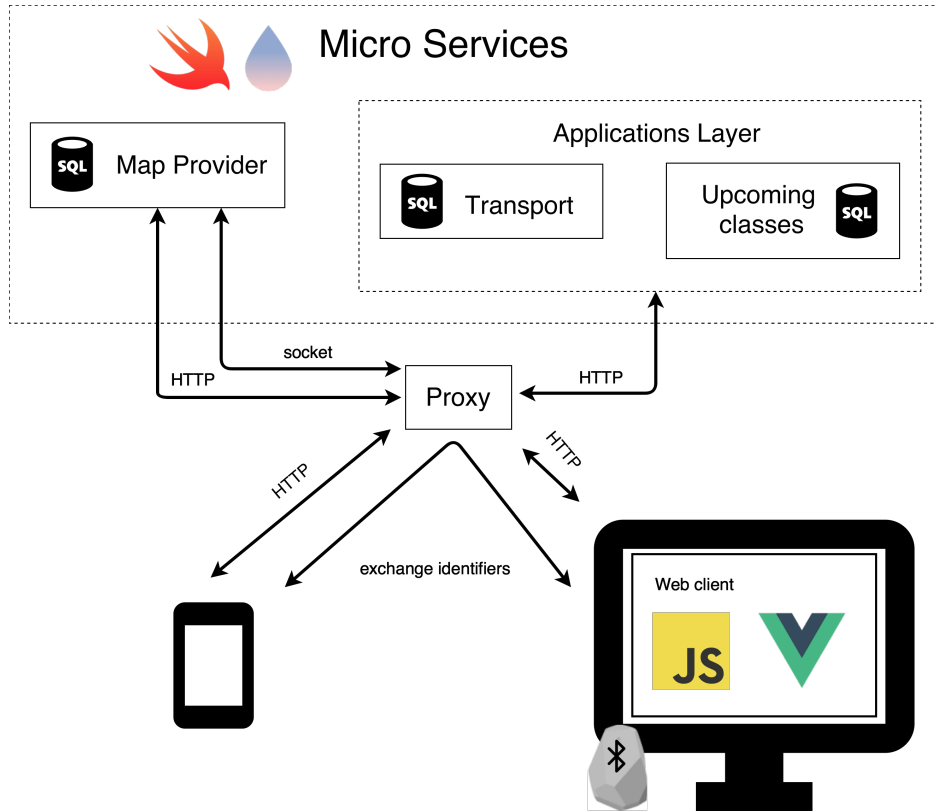 Micro Services
Applications Layer
SQL
Map Provider
SQL
Transport
Upcoming
classes
SQL
socket
HTTP
HTTP
Proxy
HTTP
HTTP
exchange identifiers
Web client
JS